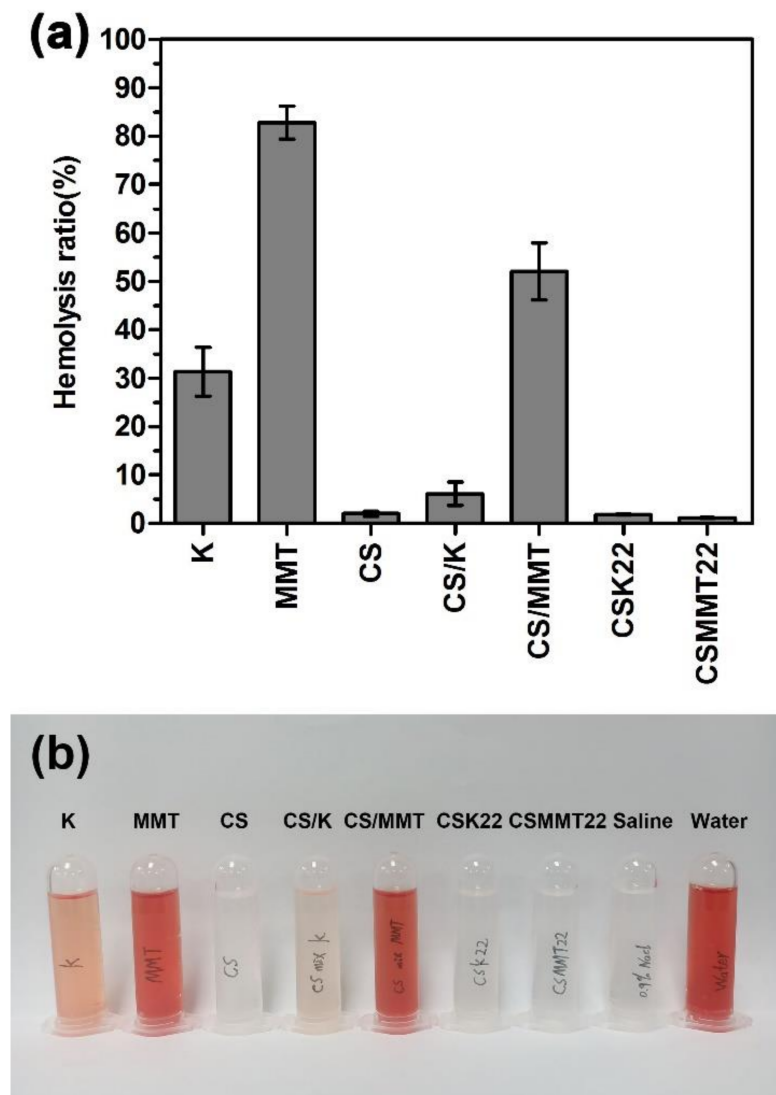 (a)
Hemolysis ratio(%)
100
90
80
70
60
50
40
30
20
10
0
K
MMT
CS
CS/K
CS/MMT
CSK22
CSMMT22
(b)
K MMT CS CS/K CS/MMT CSK22 CSMMT22 Saline Water
K
MMT
CS
CS mix K
CS mix MMT
CSK22
CSMMT22
0.9% Nacl
Water